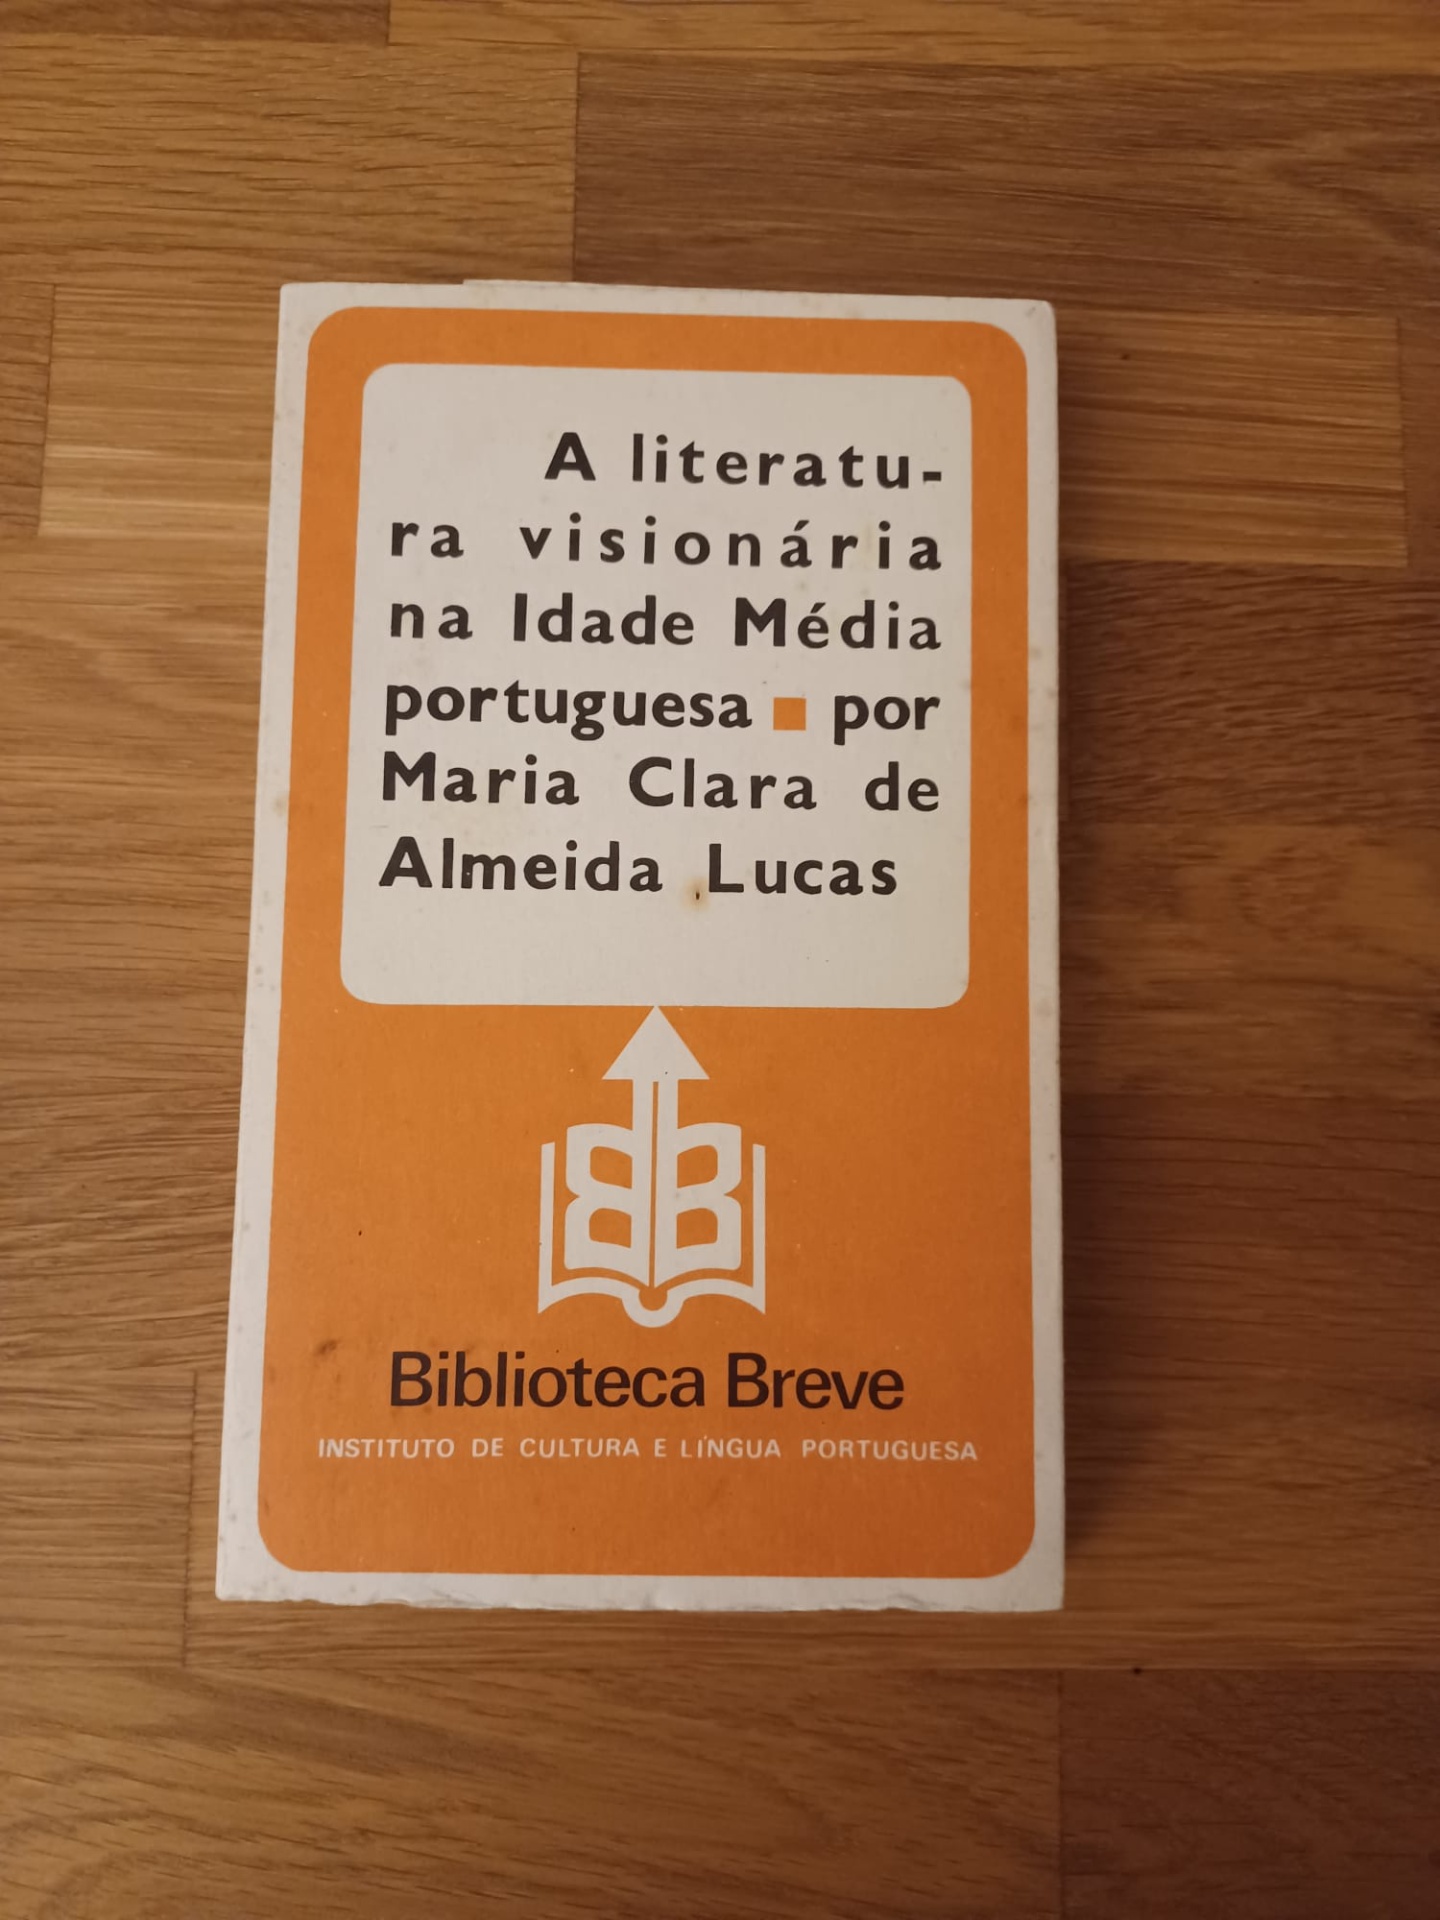 A literatu-
ra visionária
na Idade Média
portuguesa ■ por
Maria Clara de
Almeida Lucas
BB
Biblioteca Breve
INSTITUTO DE CULTURA E LÍNGUA PORTUGUESA